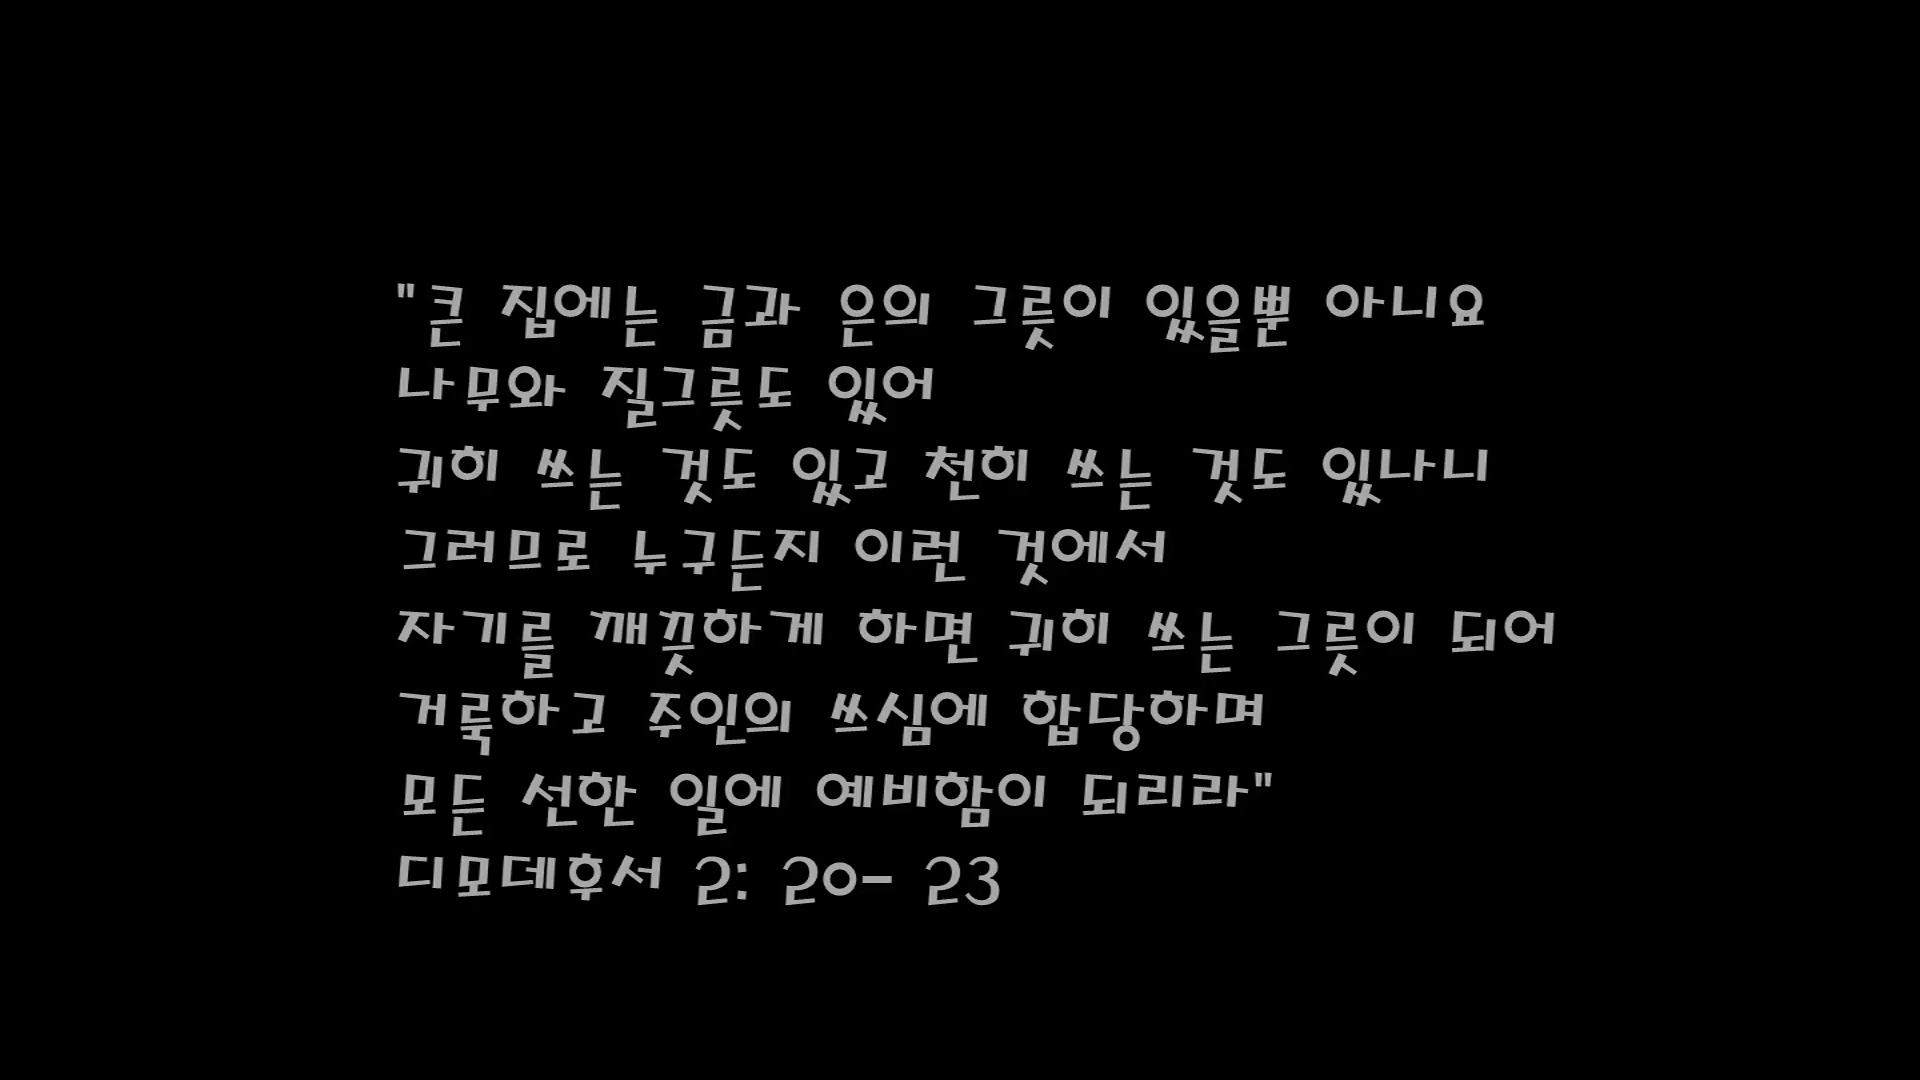 "큰 집에는 금과 은의 그릇이 있을뿐 아니요
나무와 질그릇도 있어
귀히 쓰는 것도 있고 천히 쓰는 것도 있나니
그러므로 누구든지 이런 것에서
자기를 깨끗하게 하면 귀히 쓰는 그릇이 되어
거룩하고 주인의 쓰심에 합당하며
모든 선한 일에 예비함이 되리라"
디모데후서 2: 20- 23